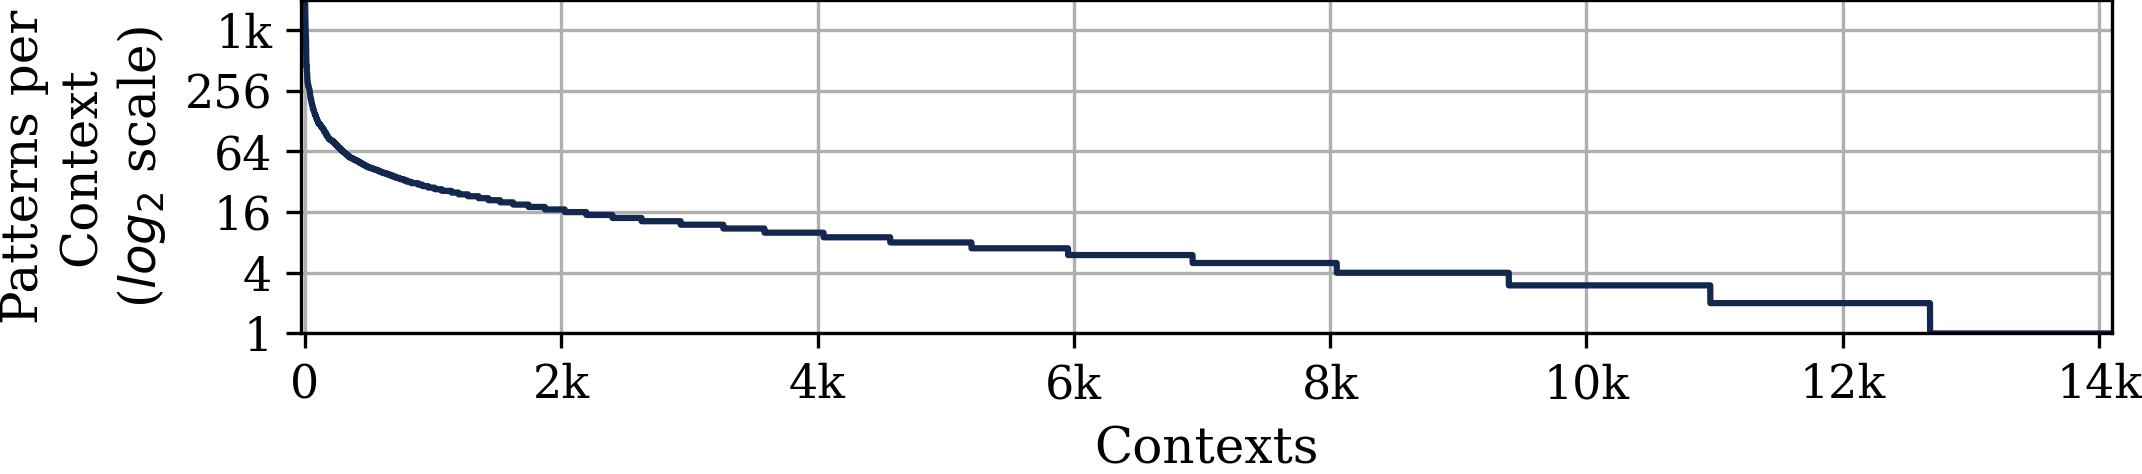 Patterns per
Context
(log₂ scale)
1k
256
64
16
4
1
0 2k 4k 6k 8k 10k 12k 14k
Contexts